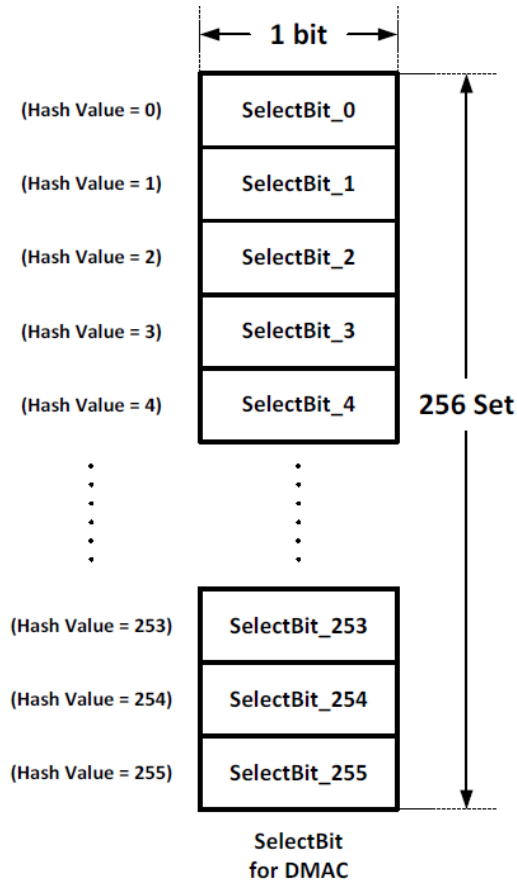 1 bit
(Hash Value = 0) SelectBit_0
(Hash Value = 1) SelectBit_1
(Hash Value = 2) SelectBit_2
(Hash Value = 3) SelectBit_3
(Hash Value = 4) SelectBit_4
256 Set
(Hash Value = 253) SelectBit_253
(Hash Value = 254) SelectBit_254
(Hash Value = 255) SelectBit_255
SelectBit
for DMAC